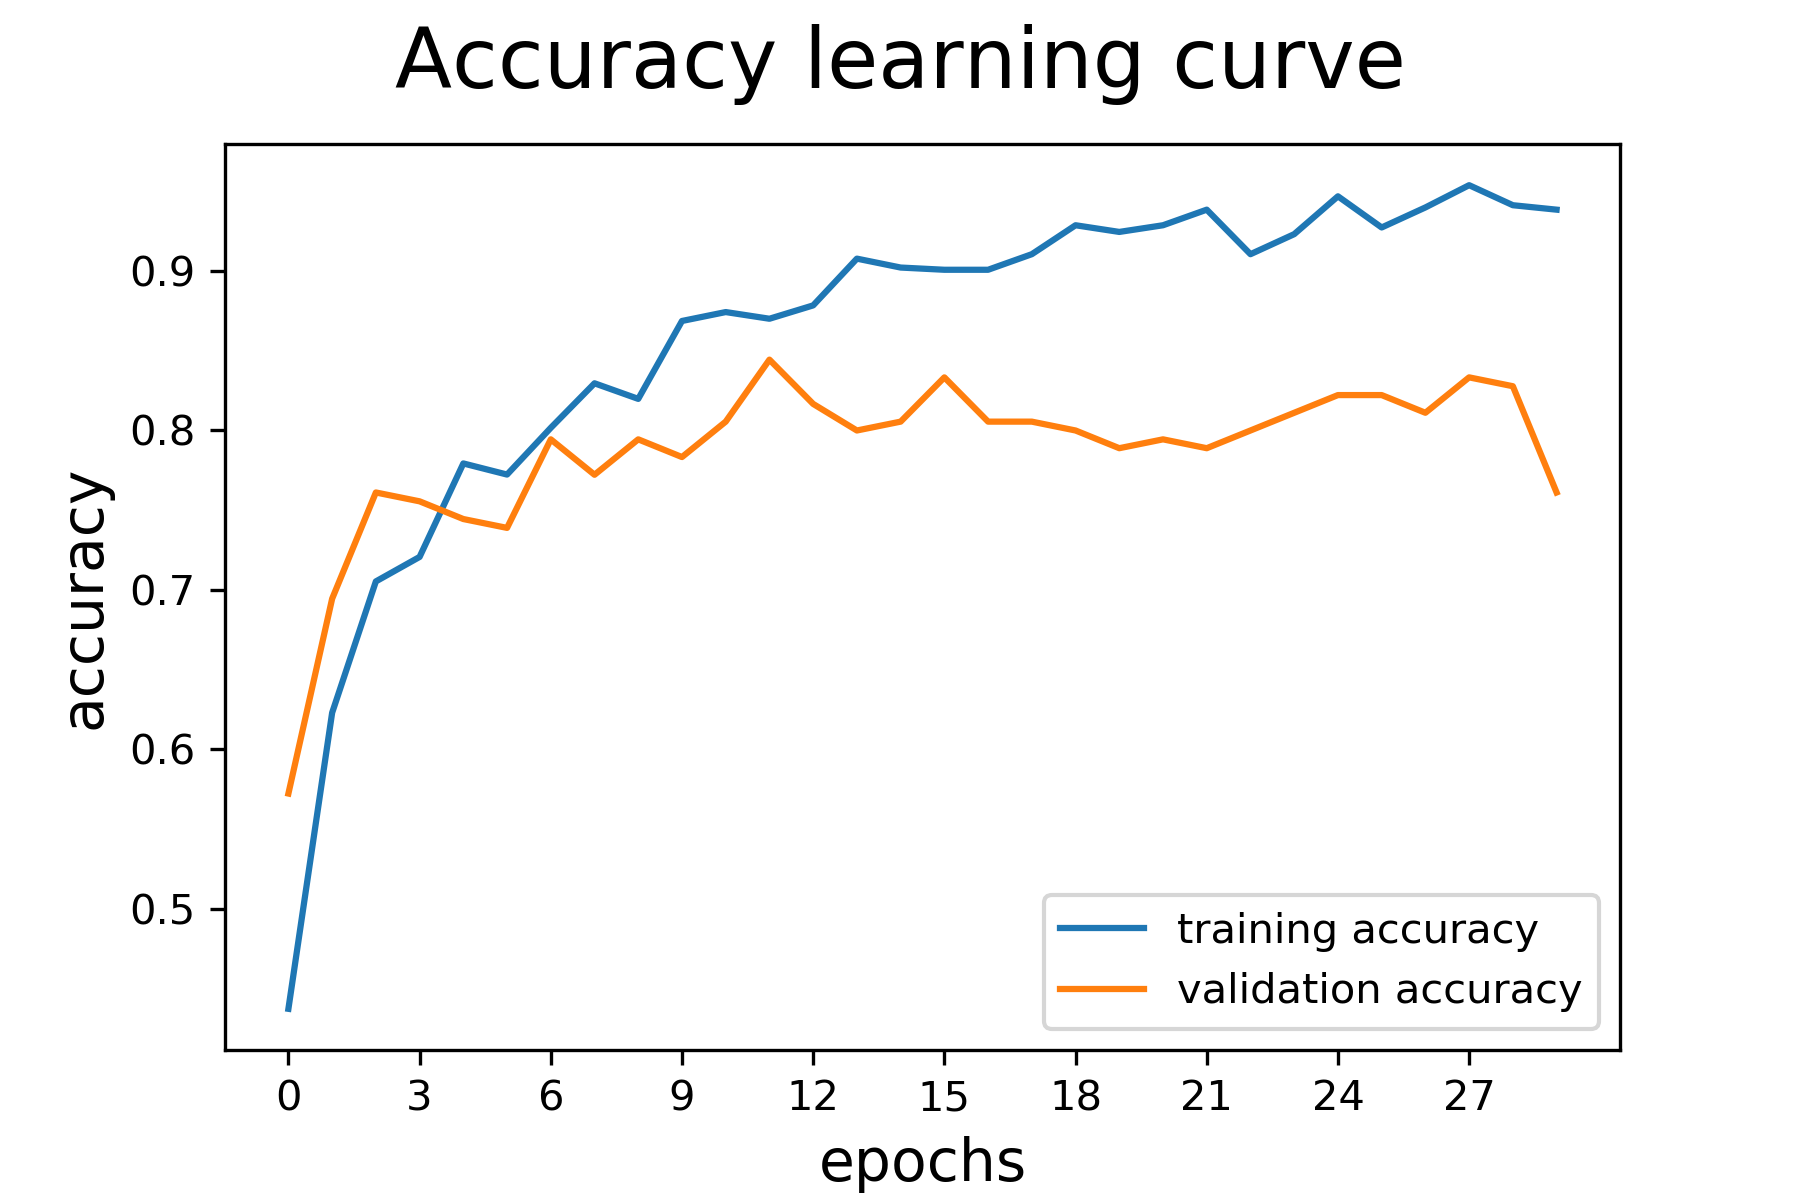 Accuracy learning curve
accuracy
0.9
0.8
0.7
0.6
0.5
training accuracy
validation accuracy
0 3 6 9 12 15 18 21 24 27
epochs